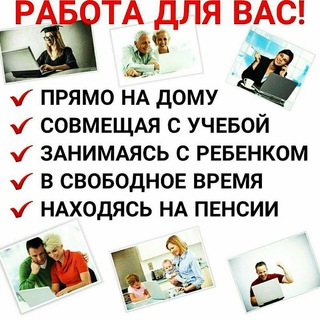 РАБОТА ДЛЯ ВАС!
ПРЯМО НА ДОМУ
СОВМЕЩАЯ С УЧЕБОЙ
ЗАНИМАЯСЬ С РЕБЕНКОМ
В СВОБОДНОЕ ВРЕМЯ
НАХОДЯСЬ НА ПЕНСИИ